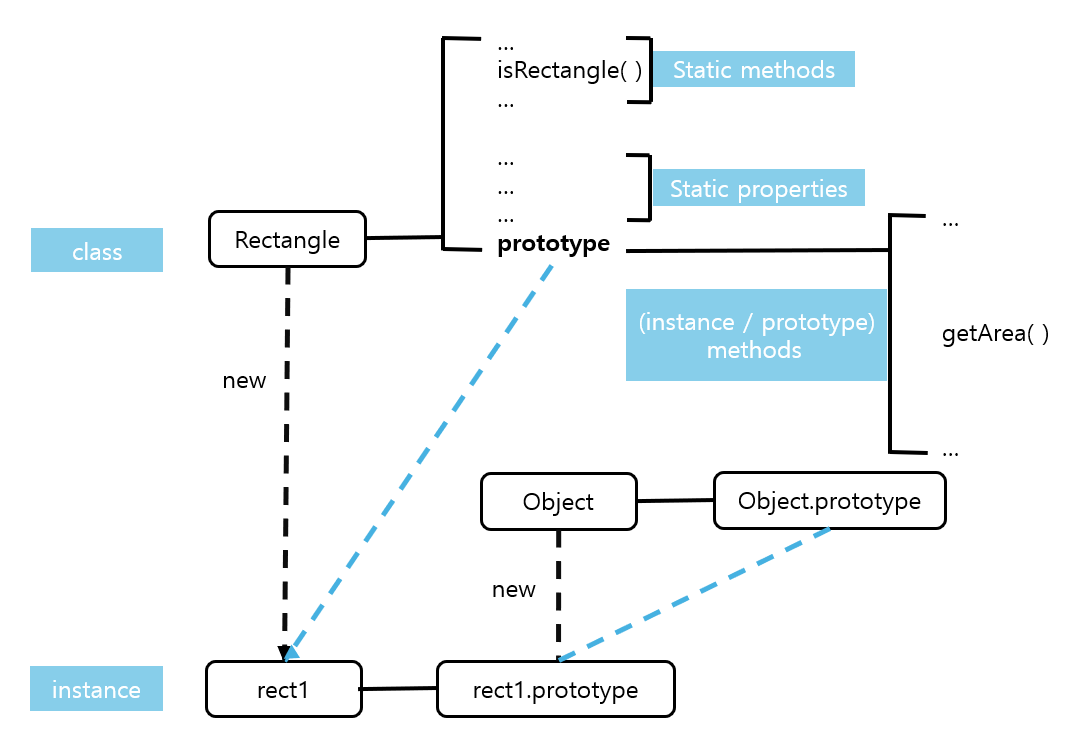 ...
isRectangle( )
...
Static methods
...
...
...
Static properties
prototype
Rectangle
class
(instance / prototype)
methods
...
getArea( )
...
new
Object
Object.prototype
new
instance
rect1
rect1.prototype